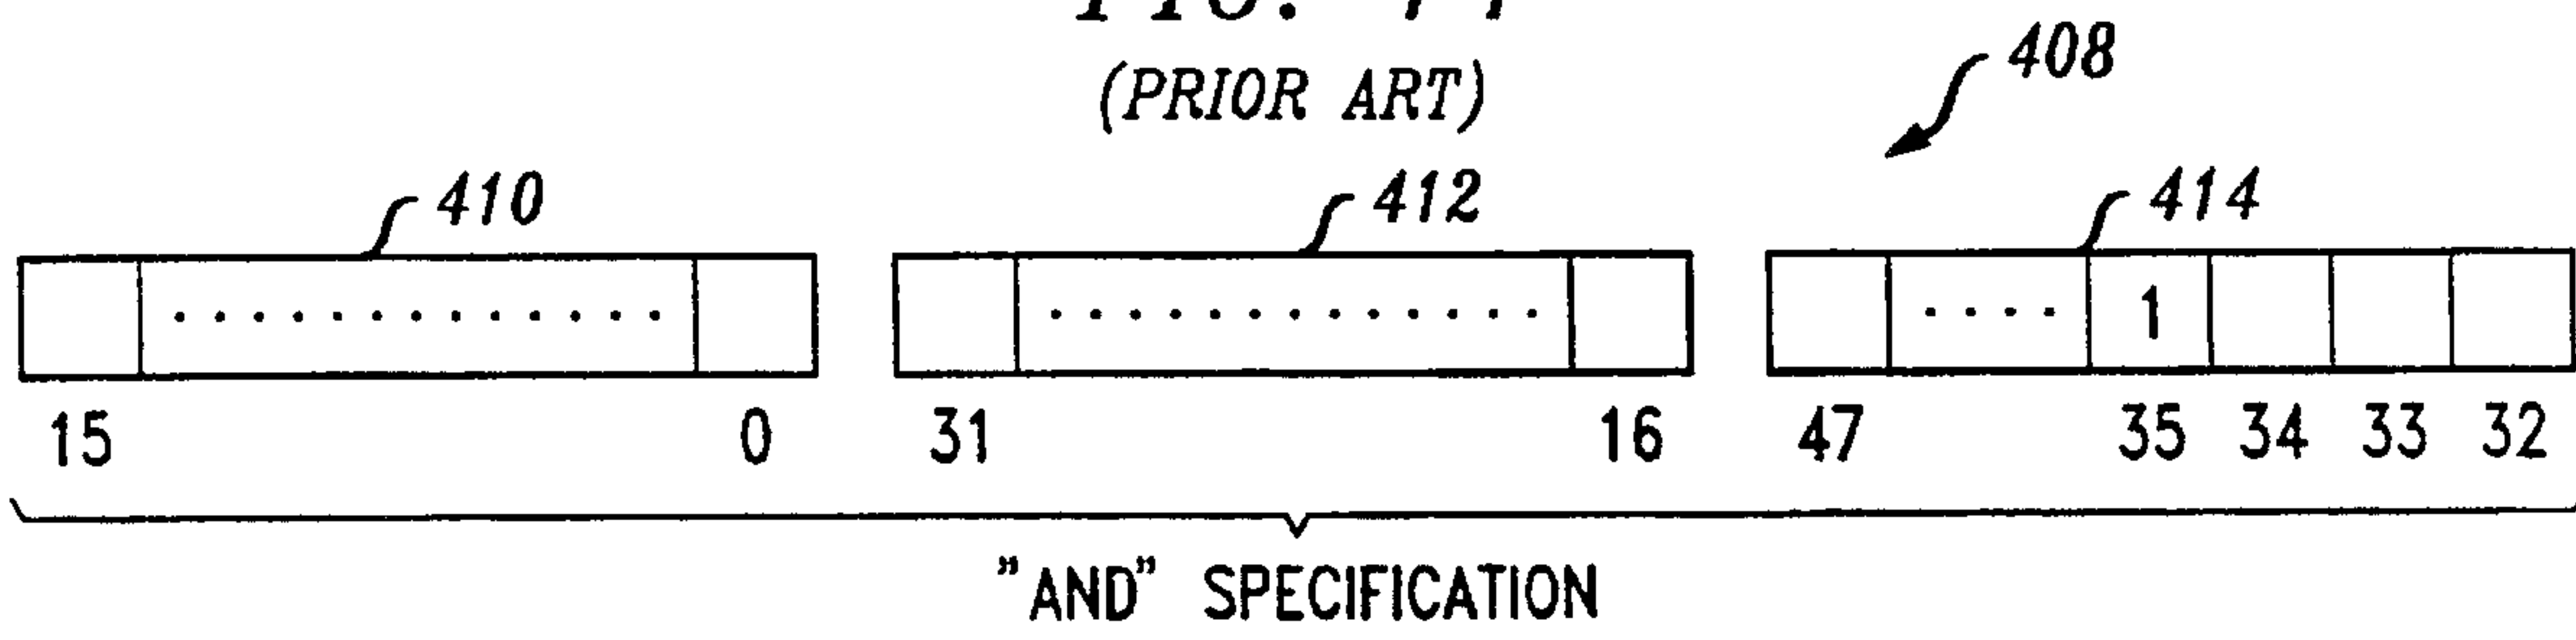 (PRIOR ART)
408
410
412
414
1
15 0 31 16 47 35 34 33 32
"AND" SPECIFICATION